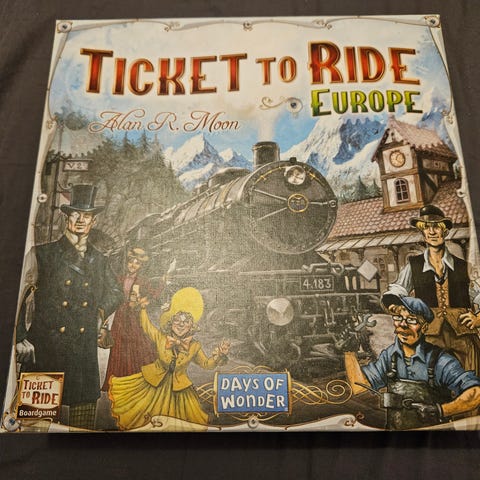 TICKET TO RIDE
EUROPE
Alan R. Moon
4.183
DAYS OF
WONDER
TICKET
TO
RIDE
Boardgame